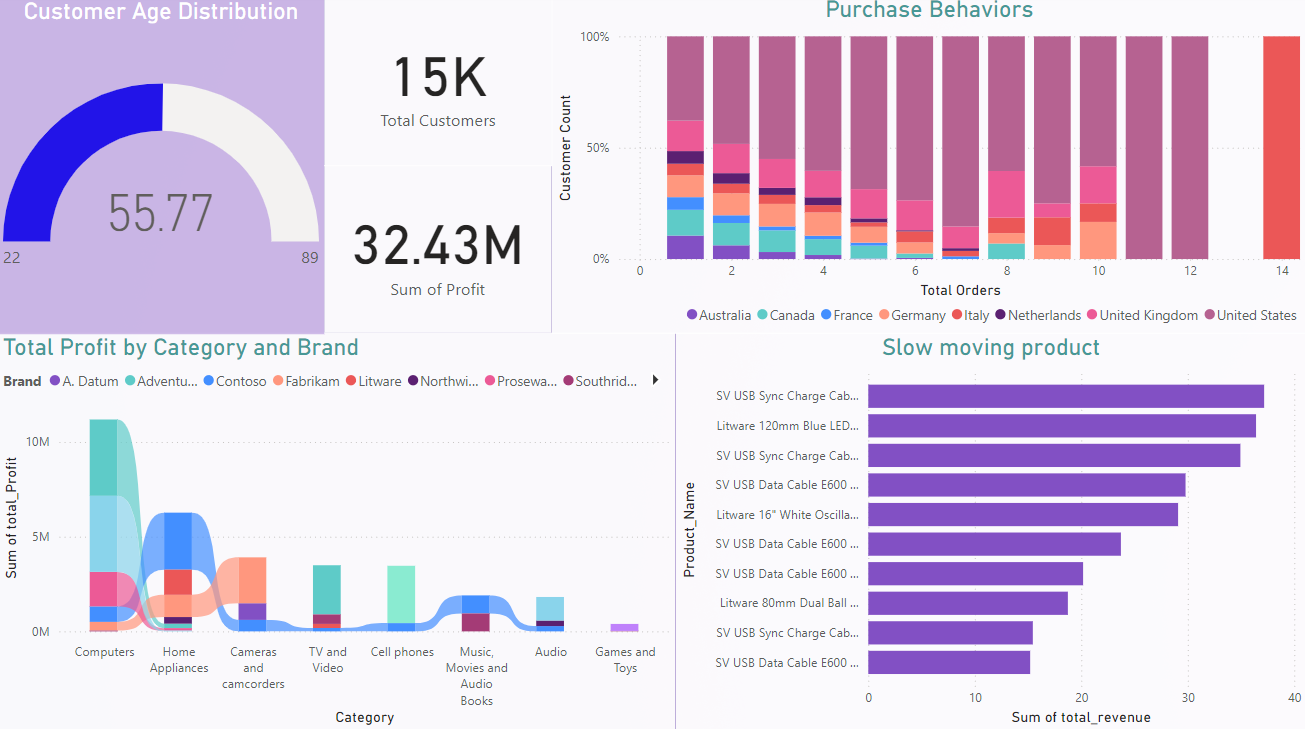 Customer Age Distribution
55.77
22
89
15K
Total Customers
32.43M
Sum of Profit
Purchase Behaviors
Customer Count
100%
50%
0%
0 2 4 6 8 10 12 14
Total Orders
Australia Canada France Germany Italy Netherlands United Kingdom United States
Total Profit by Category and Brand
Brand A. Datum Adventu... Contoso Fabrikam Litware Northwi... Prosewa... Southrid...
Sum of total_Profit
10M
5M
0M
Computers
Home
Appliances
Cameras
and
camcorders
TV and
Video
Cell phones
Music,
Movies and
Audio
Books
Audio
Games and
Toys
Category
Slow moving product
Product_Name
SV USB Sync Charge Cab...
Litware 120mm Blue LED...
SV USB Sync Charge Cab...
SV USB Data Cable E600 ...
Litware 16" White Oscilla...
SV USB Data Cable E600 ...
SV USB Data Cable E600 ...
Litware 80mm Dual Ball ...
SV USB Sync Charge Cab...
SV USB Data Cable E600 ...
0 10 20 30 40
Sum of total_revenue